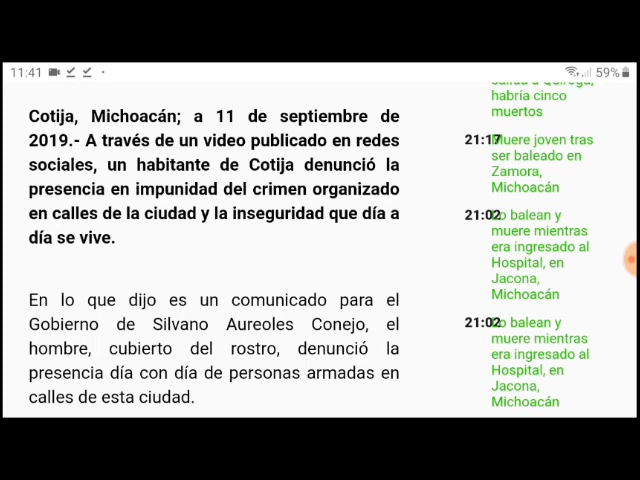 11:41
59%
Cotija, Michoacán; a 11 de septiembre de
2019.- A través de un video publicado en redes
sociales, un habitante de Cotija denunció la
presencia en impunidad del crimen organizado
en calles de la ciudad y la inseguridad que día a
día se vive.
En lo que dijo es un comunicado para el
Gobierno de Silvano Aureoles Conejo, el
hombre, cubierto del rostro, denunció la
presencia día con día de personas armadas en
calles de esta ciudad.
salida a Quiroga,
habría cinco
muertos
21:17 Muere joven tras
ser baleado en
Zamora,
Michoacán
21:02 Lo balean y
muere mientras
era ingresado al
Hospital, en
Jacona,
Michoacán
21:02 Lo balean y
muere mientras
era ingresado al
Hospital, en
Jacona,
Michoacán